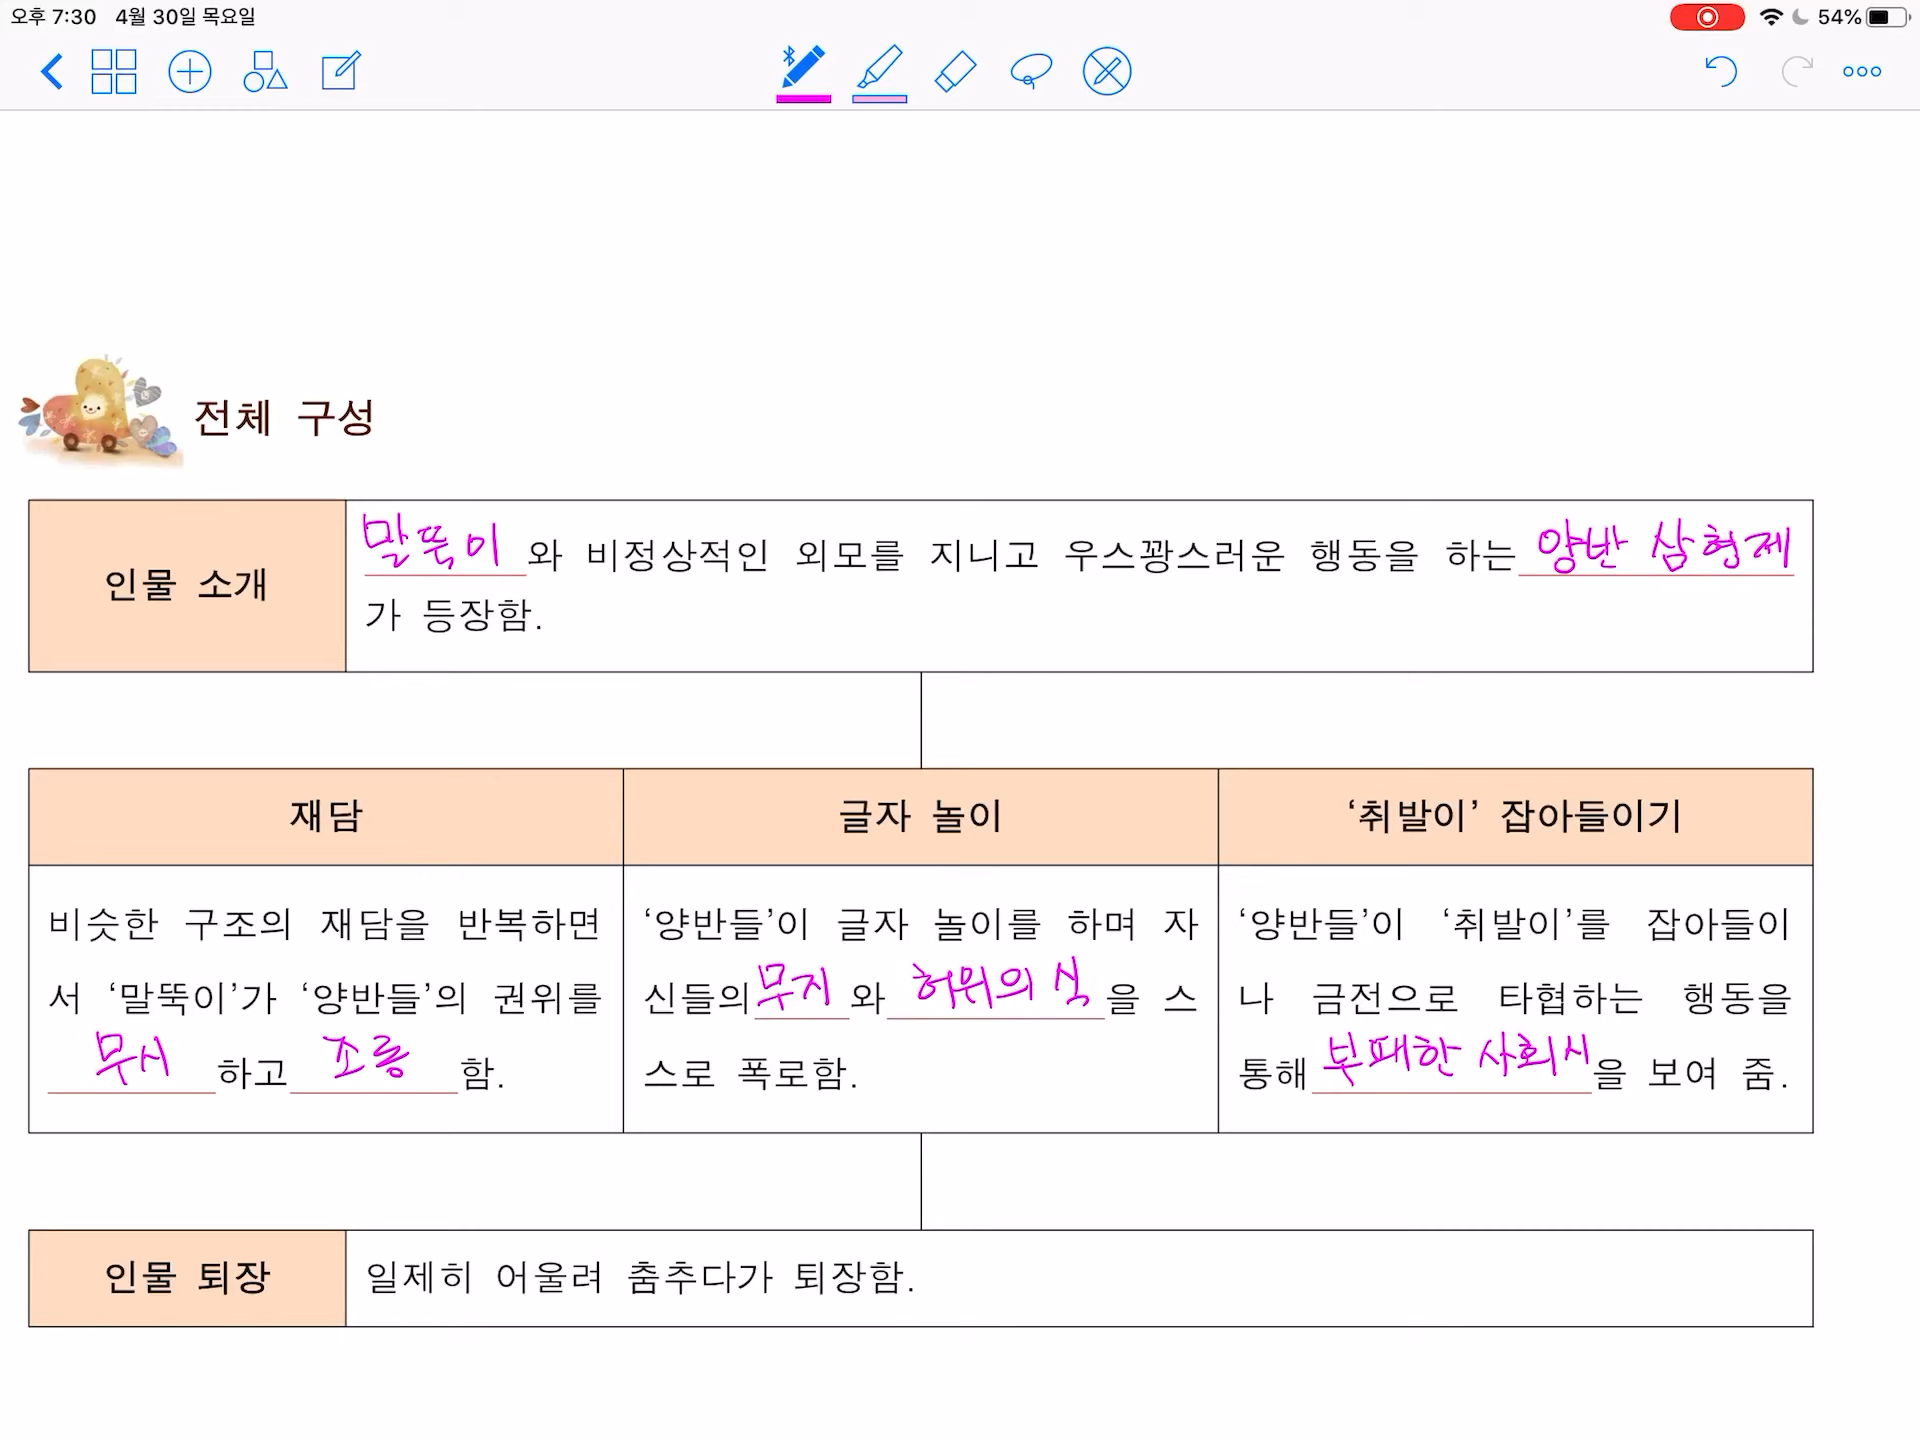 오후 7:30 4월 30일 목요일
54%
전체 구성
인물 소개
말뚝이와 비정상적인 외모를 지니고 우스꽝스러운 행동을 하는 양반 삼형제
가 등장함.
재담
비슷한 구조의 재담을 반복하면
서 ‘말뚝이’가 ‘양반들’의 권위를
무시하고 조롱함.
글자 놀이
‘양반들’이 글자 놀이를 하며 자
신들의 무지와 허위의식을 스
스로 폭로함.
‘취발이’ 잡아들이기
‘양반들’이 ‘취발이’를 잡아들이
나 금전으로 타협하는 행동을
통해 부패한 사회시을 보여 줌.
인물 퇴장
일제히 어울려 춤추다가 퇴장함.